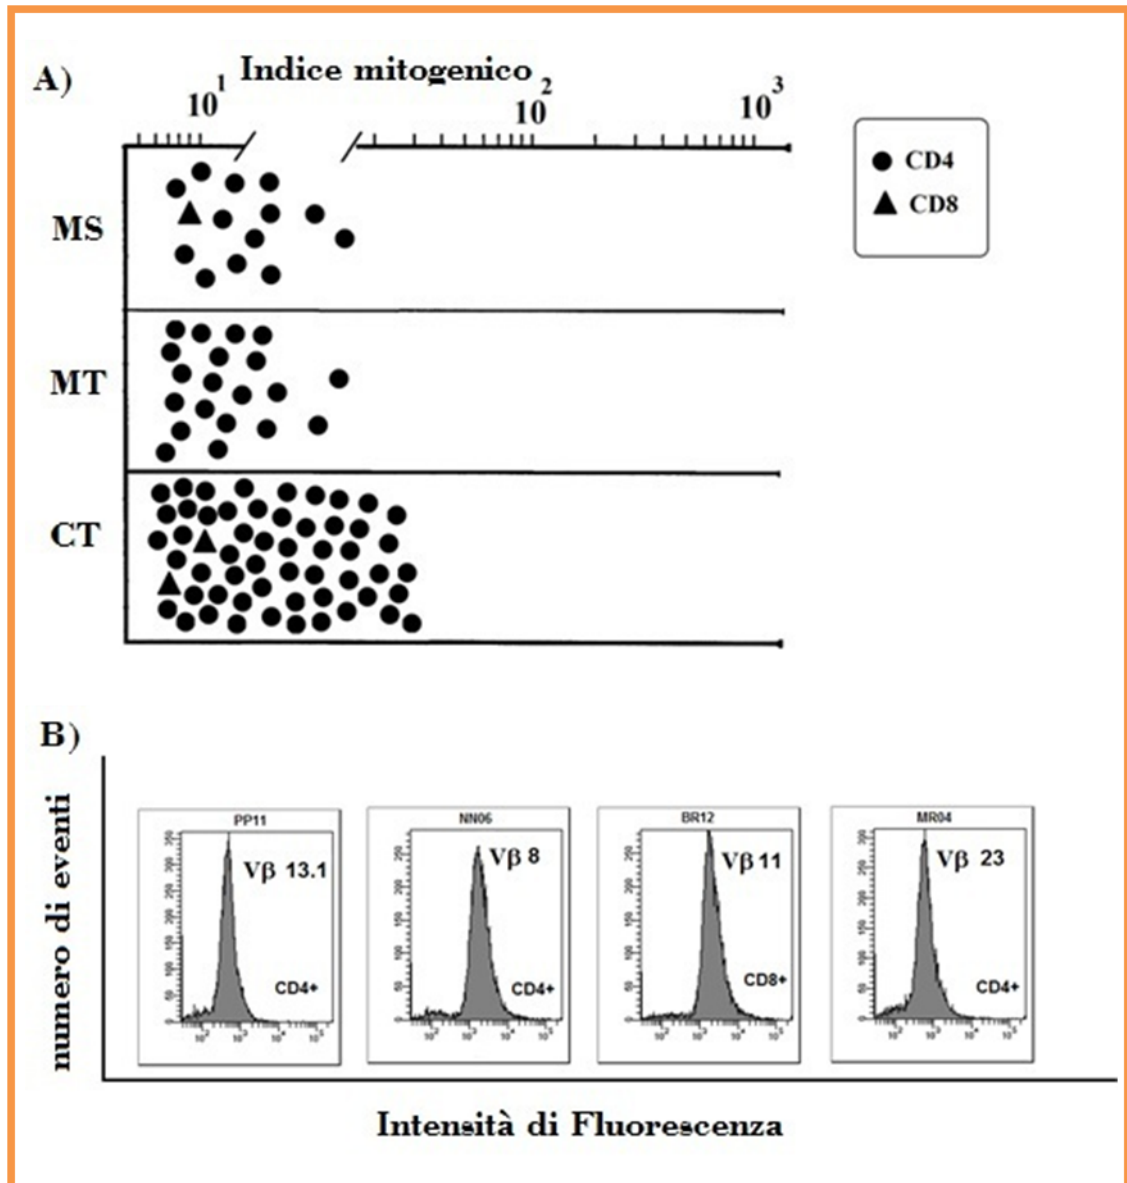 A)
Indice mitogenico
10^1 10^2 10^3
CD4
CD8
MS
MT
CT
B)
numero di eventi
PP11
Vβ 13.1
CD4+
NN06
Vβ 8
CD4+
BR12
Vβ 11
CD8+
MR04
Vβ 23
CD4+
Intensità di Fluorescenza